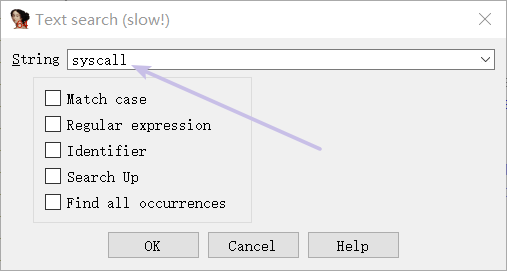 Text search (slow!)
String syscall
Match case
Regular expression
Identifier
Search Up
Find all occurrences
OK Cancel Help